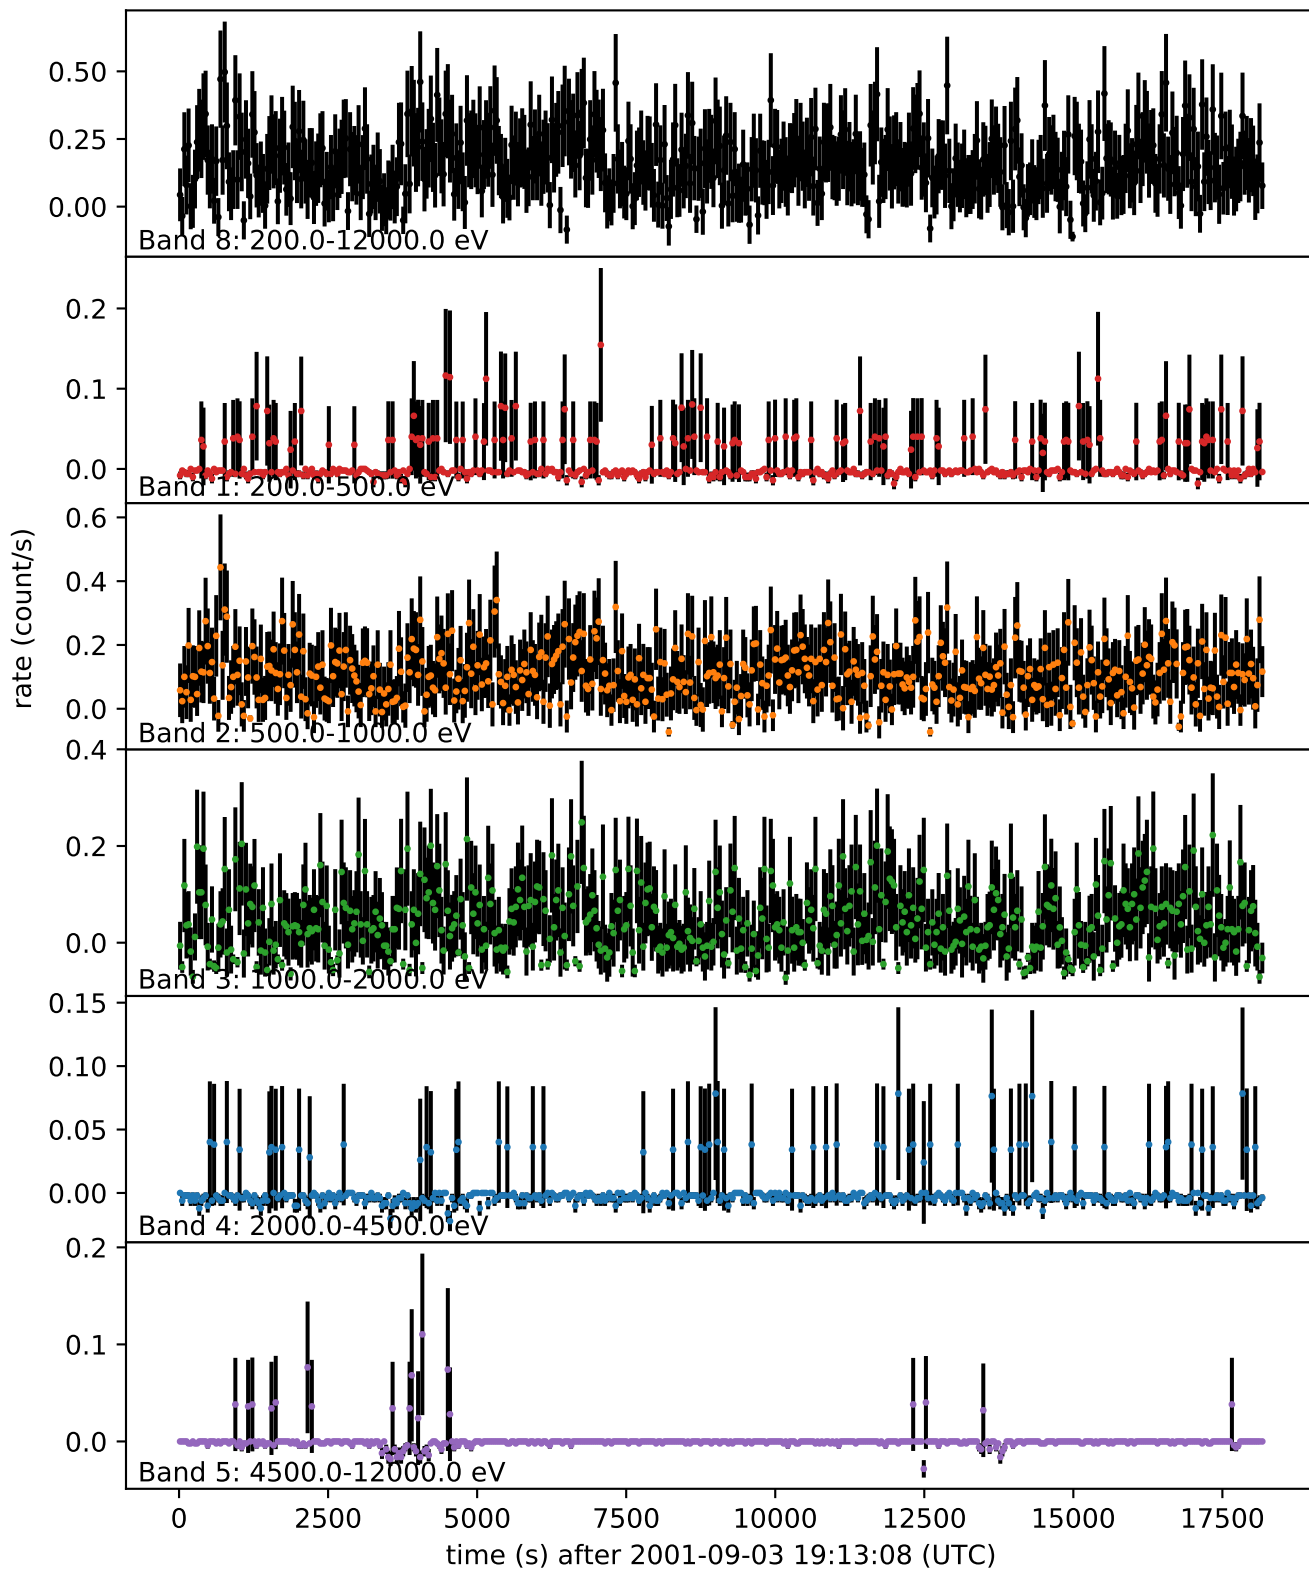 0.50
0.25
0.00
Band 8: 200.0-12000.0 eV
0.2
0.1
0.0
Band 1: 200.0-500.0 eV
rate (count/s)
0.6
0.4
0.2
0.0
Band 2: 500.0-1000.0 eV
0.4
0.2
0.0
Band 3: 1000.0-2000.0 eV
0.15
0.10
0.05
0.00
Band 4: 2000.0-4500.0 eV
0.2
0.1
0.0
Band 5: 4500.0-12000.0 eV
0 2500 5000 7500 10000 12500 15000 17500
time (s) after 2001-09-03 19:13:08 (UTC)